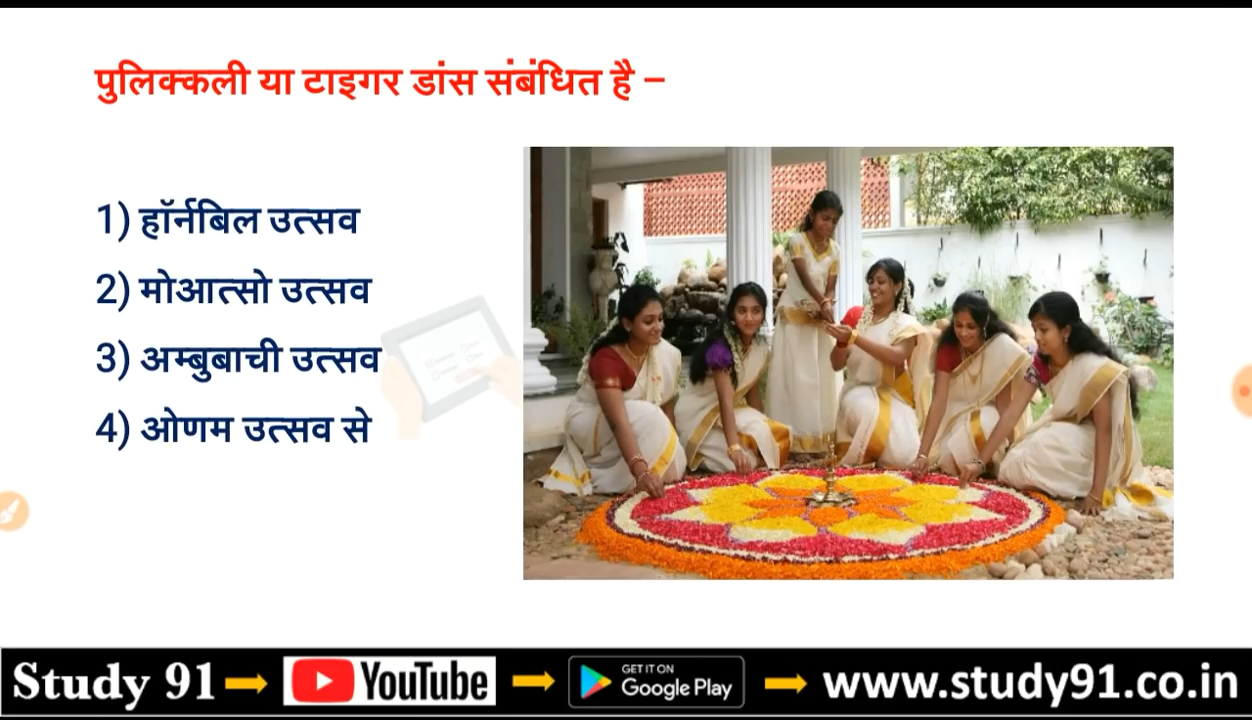 पुलिक्कली या टाइगर डांस संबंधित है –
1) हॉर्नबिल उत्सव
2) मोआत्सो उत्सव
3) अम्बुबाची उत्सव
4) ओणम उत्सव से
Study 91 YouTube GET IT ON Google Play www.study91.co.in